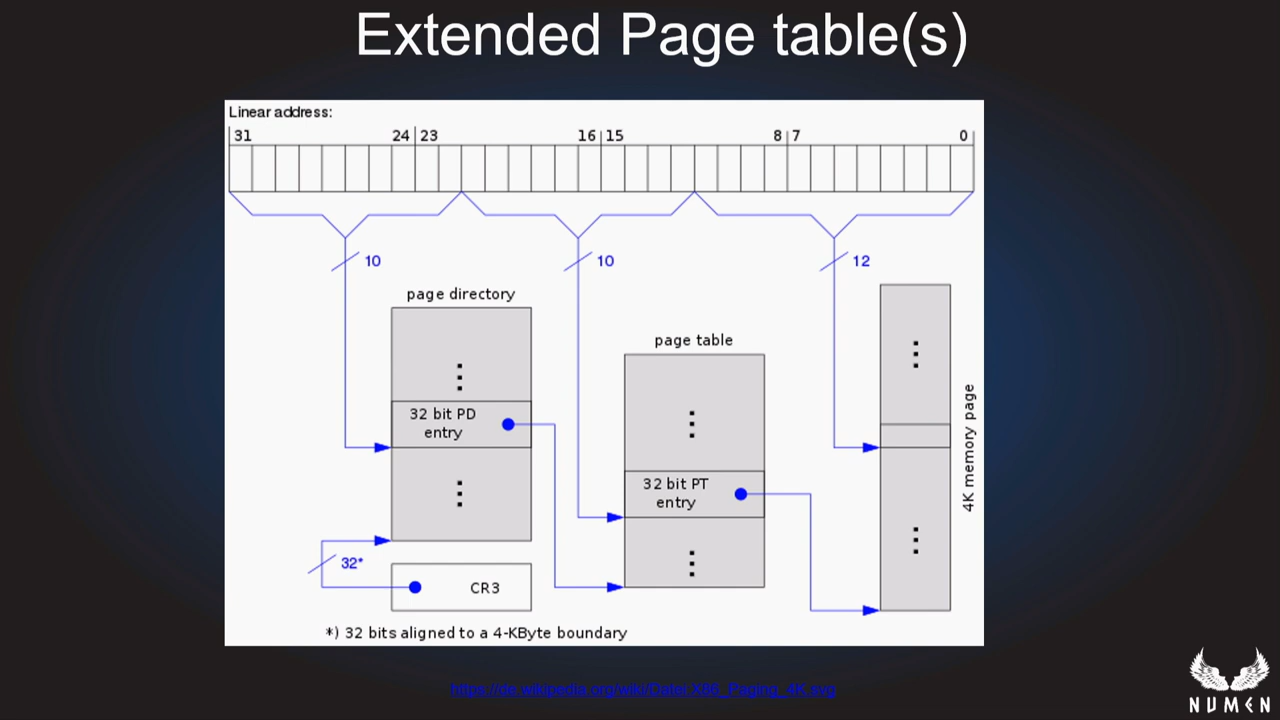 Extended Page table(s)
Linear address:
31 24 23 16 15 8 7 0
10 10 12
page directory
page table
32 bit PD
entry
32 bit PT
entry
4K memory page
32*
CR3
*) 32 bits aligned to a 4-KByte boundary
https://de.wikipedia.org/wiki/Datei:X86_Paging_4K.svg
NUMEN